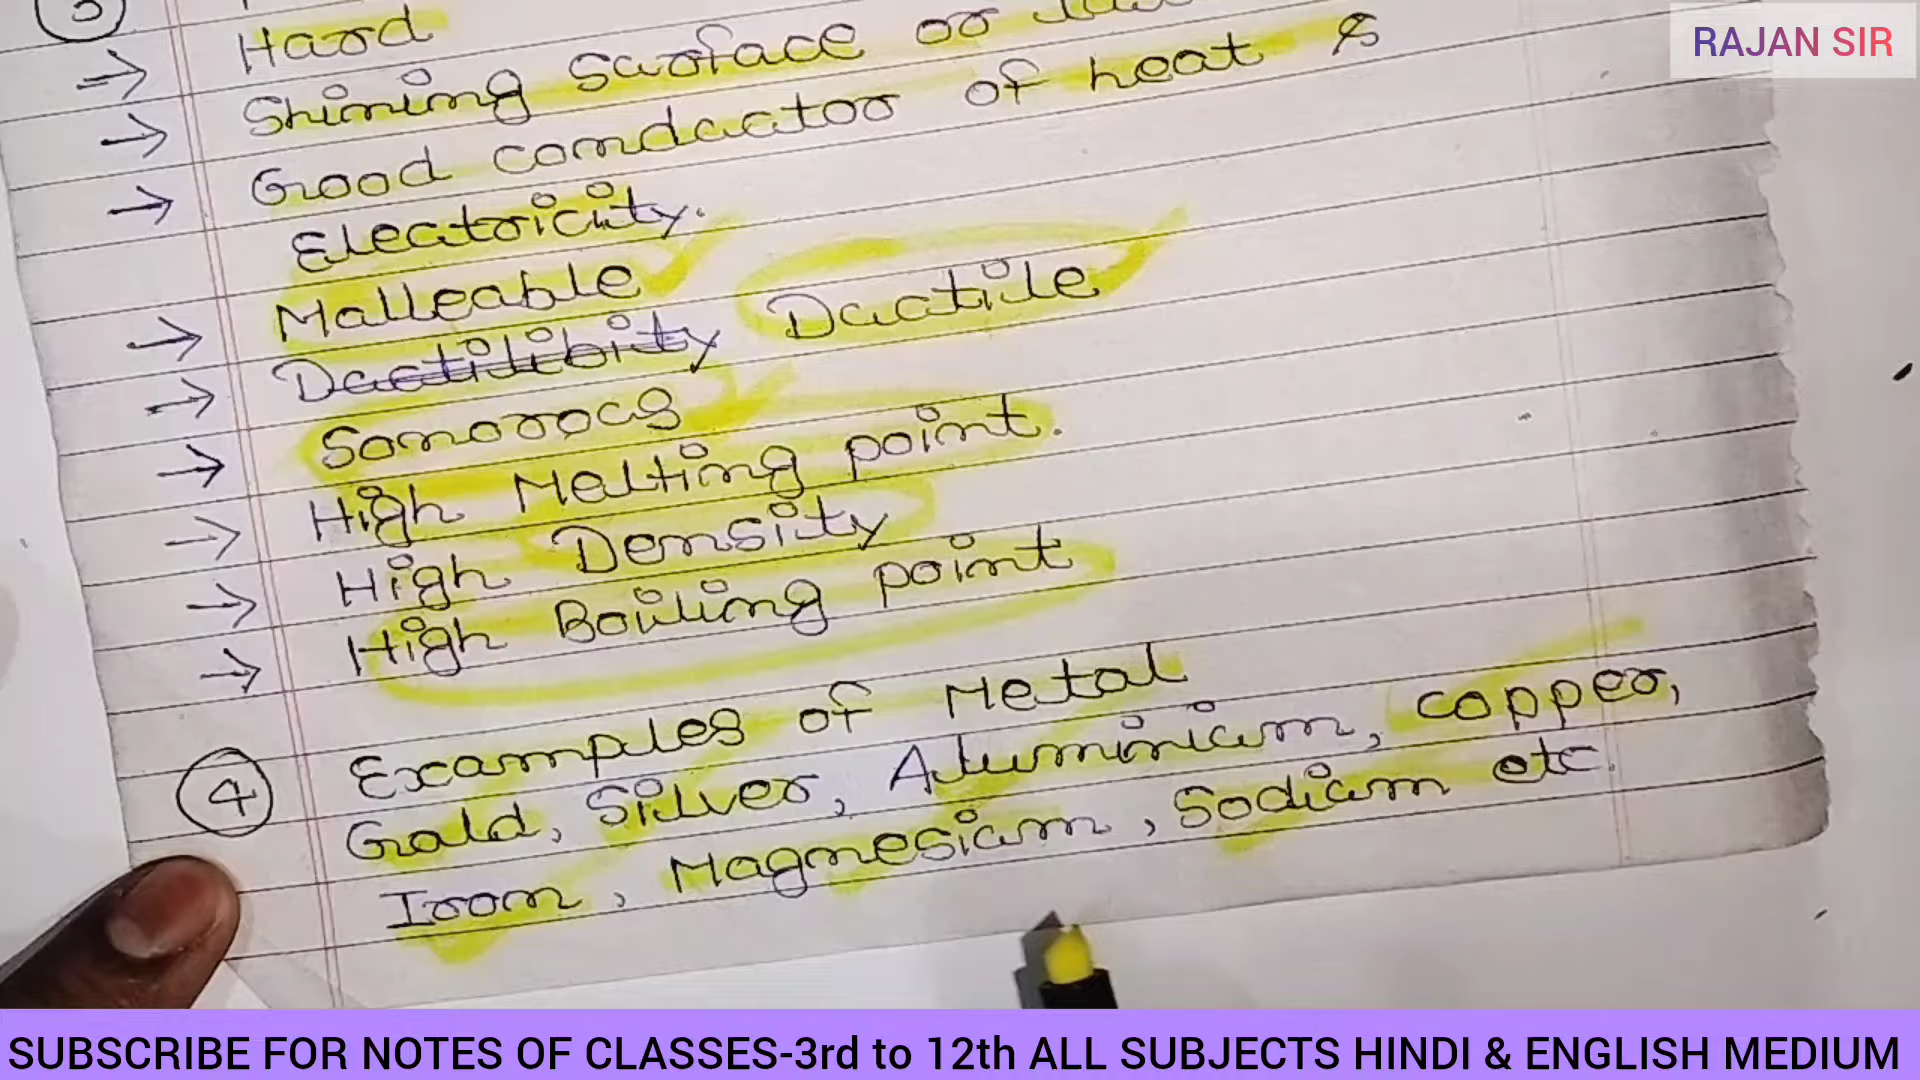 RAJAN SIR
3
→ Hard
→ Shining Surface or
→ Good conductor of heat &
Electricity.
→ Malleable
→ Ductilibity Ductile
→ Sonorous
→ High Melting point.
→ High Density
→ High Boiling point
4 Examples of Metal
Gold, Silver, Aluminium, copper,
Iron, Magnesium, Sodium etc.
SUBSCRIBE FOR NOTES OF CLASSES-3rd to 12th ALL SUBJECTS HINDI & ENGLISH MEDIUM